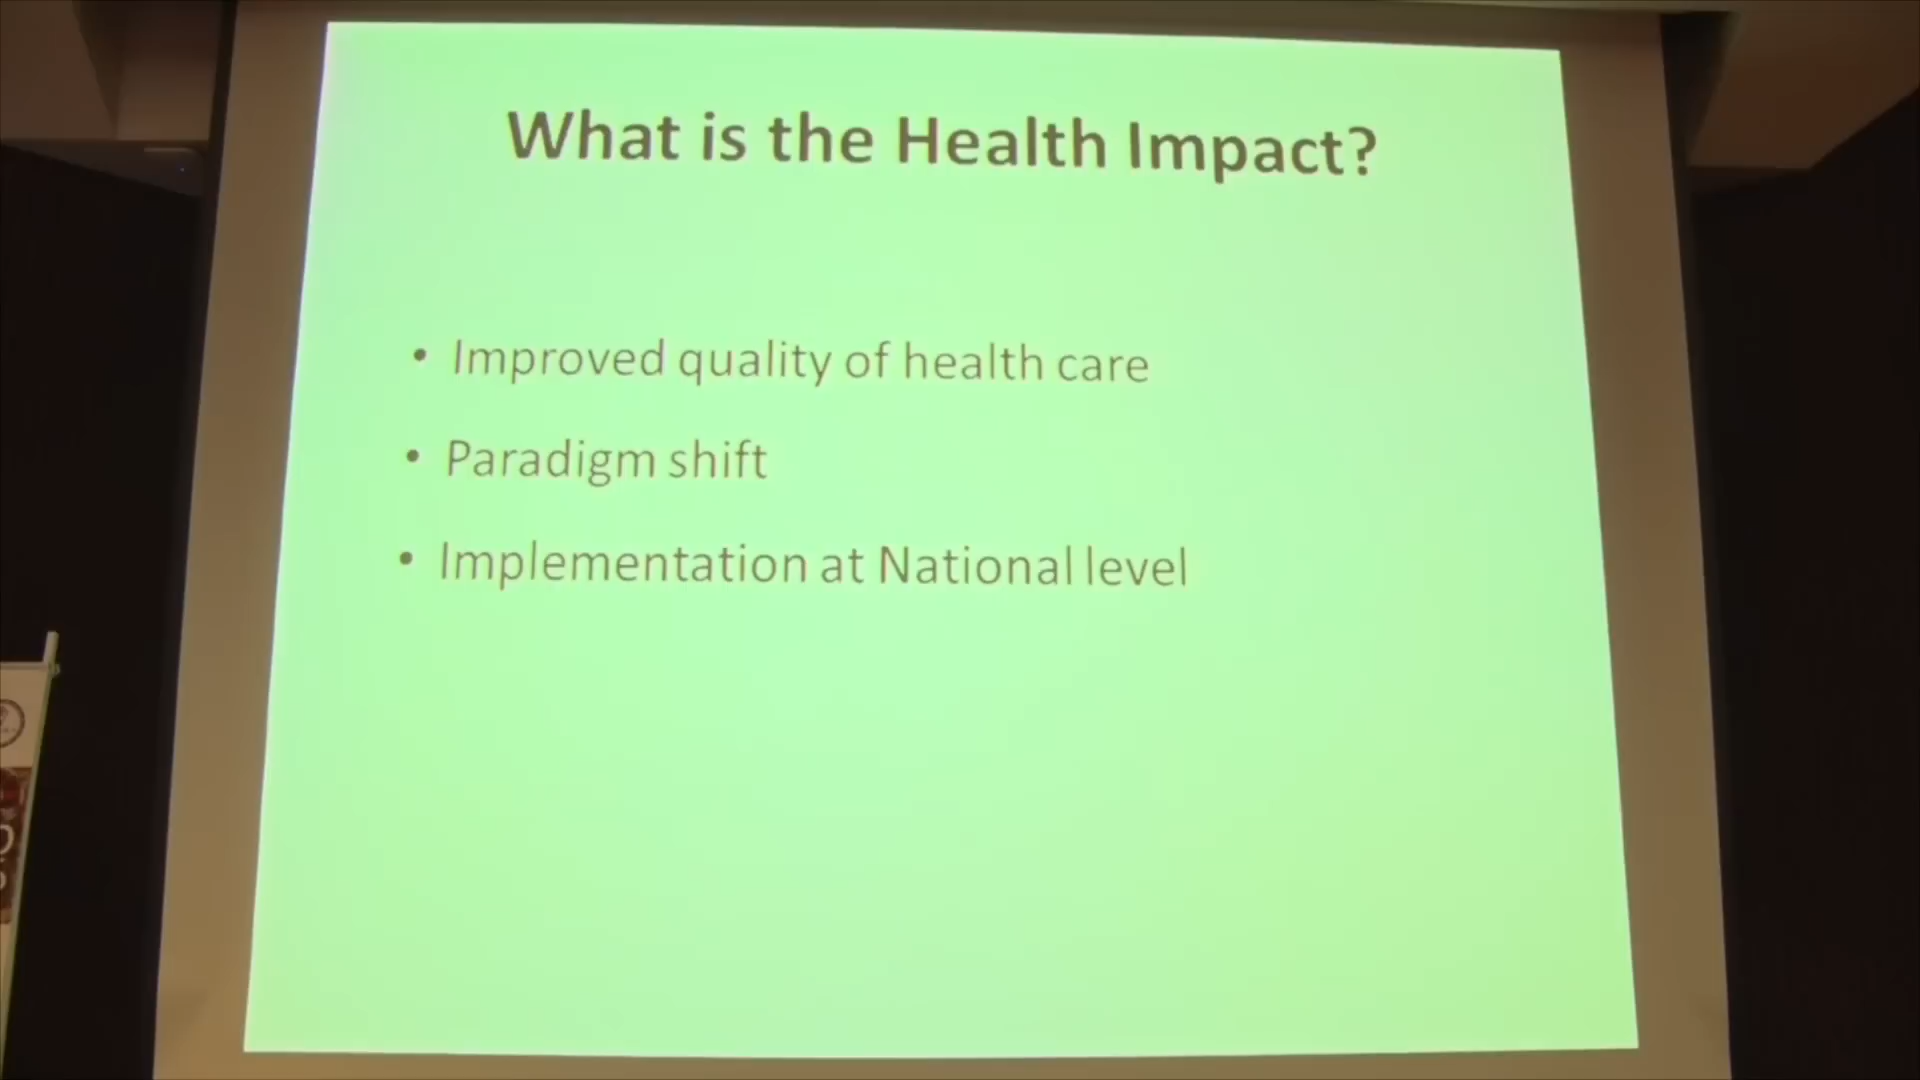 What is the Health Impact?
• Improved quality of health care
• Paradigm shift
• Implementation at National level